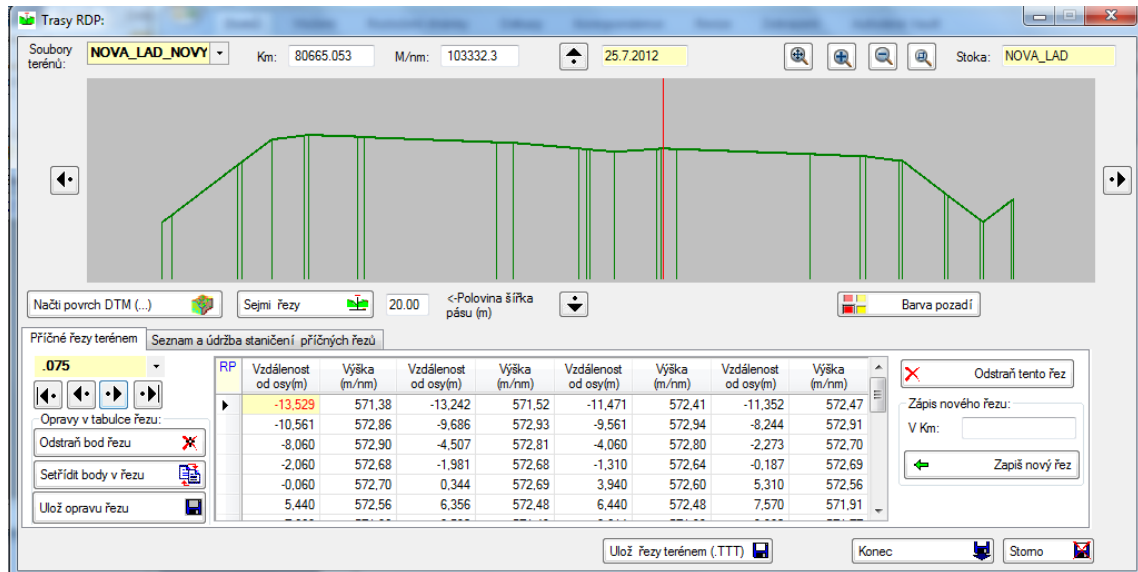 Trasy RDP:
Soubory terénů: NOVA_LAD_NOVY Km: 80665.053 M/nm: 103332.3 25.7.2012 Stoka: NOVA_LAD
Načti povrch DTM (...) Sejmi řezy 20.00 <-Polovina šířka pásu (m) Barva pozadí
Příčné řezy terénem Seznam a údržba staničení příčných řezů
.075
Opravy v tabulce řezu:
Odstraň bod řezu
Setřídit body v řezu
Ulož opravu řezu
RP Vzdálenost od osy(m) Výška (m/nm) Vzdálenost od osy(m) Výška (m/nm) Vzdálenost od osy(m) Výška (m/nm) Vzdálenost od osy(m) Výška (m/nm)
-13,529 571,38 -13,242 571,52 -11,471 572,41 -11,352 572,47
-10,561 572,86 -9,686 572,93 -9,561 572,94 -8,244 572,91
-8,060 572,90 -4,507 572,81 -4,060 572,80 -2,273 572,70
-2,060 572,68 -1,981 572,68 -1,310 572,64 -0,187 572,69
-0,060 572,70 0,344 572,69 3,940 572,60 5,310 572,56
5,440 572,56 6,356 572,48 6,440 572,48 7,570 571,91
Odstraň tento řez
Zápis nového řezu:
V Km:
Zapiš nový řez
Ulož řezy terénem (.TTT) Konec Storno